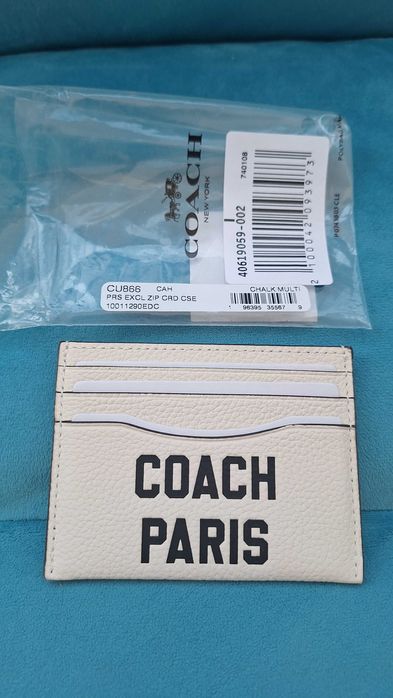 COACH
NEW YORK
740108
40619059-002
2100042093973
CU866 CAH CHALK MULTI
PRS EXCL ZIP CRD CSE
10011290EDC
1 96395 35567 9
COACH
PARIS